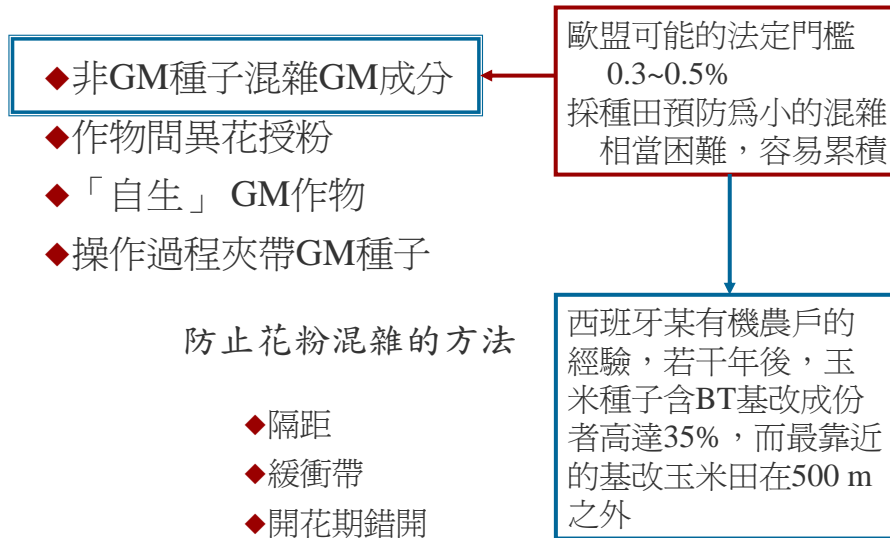 ◆非GM種子混雜GM成分
◆作物間異花授粉
◆「自生」 GM作物
◆操作過程夾帶GM種子
歐盟可能的法定門檻
0.3~0.5%
採種田預防為小的混雜
相當困難，容易累積
防止花粉混雜的方法
◆隔距
◆緩衝帶
◆開花期錯開
西班牙某有機農戶的
經驗，若干年後，玉
米種子含BT基改成份
者高達35%，而最靠近
的基改玉米田在500 m
之外